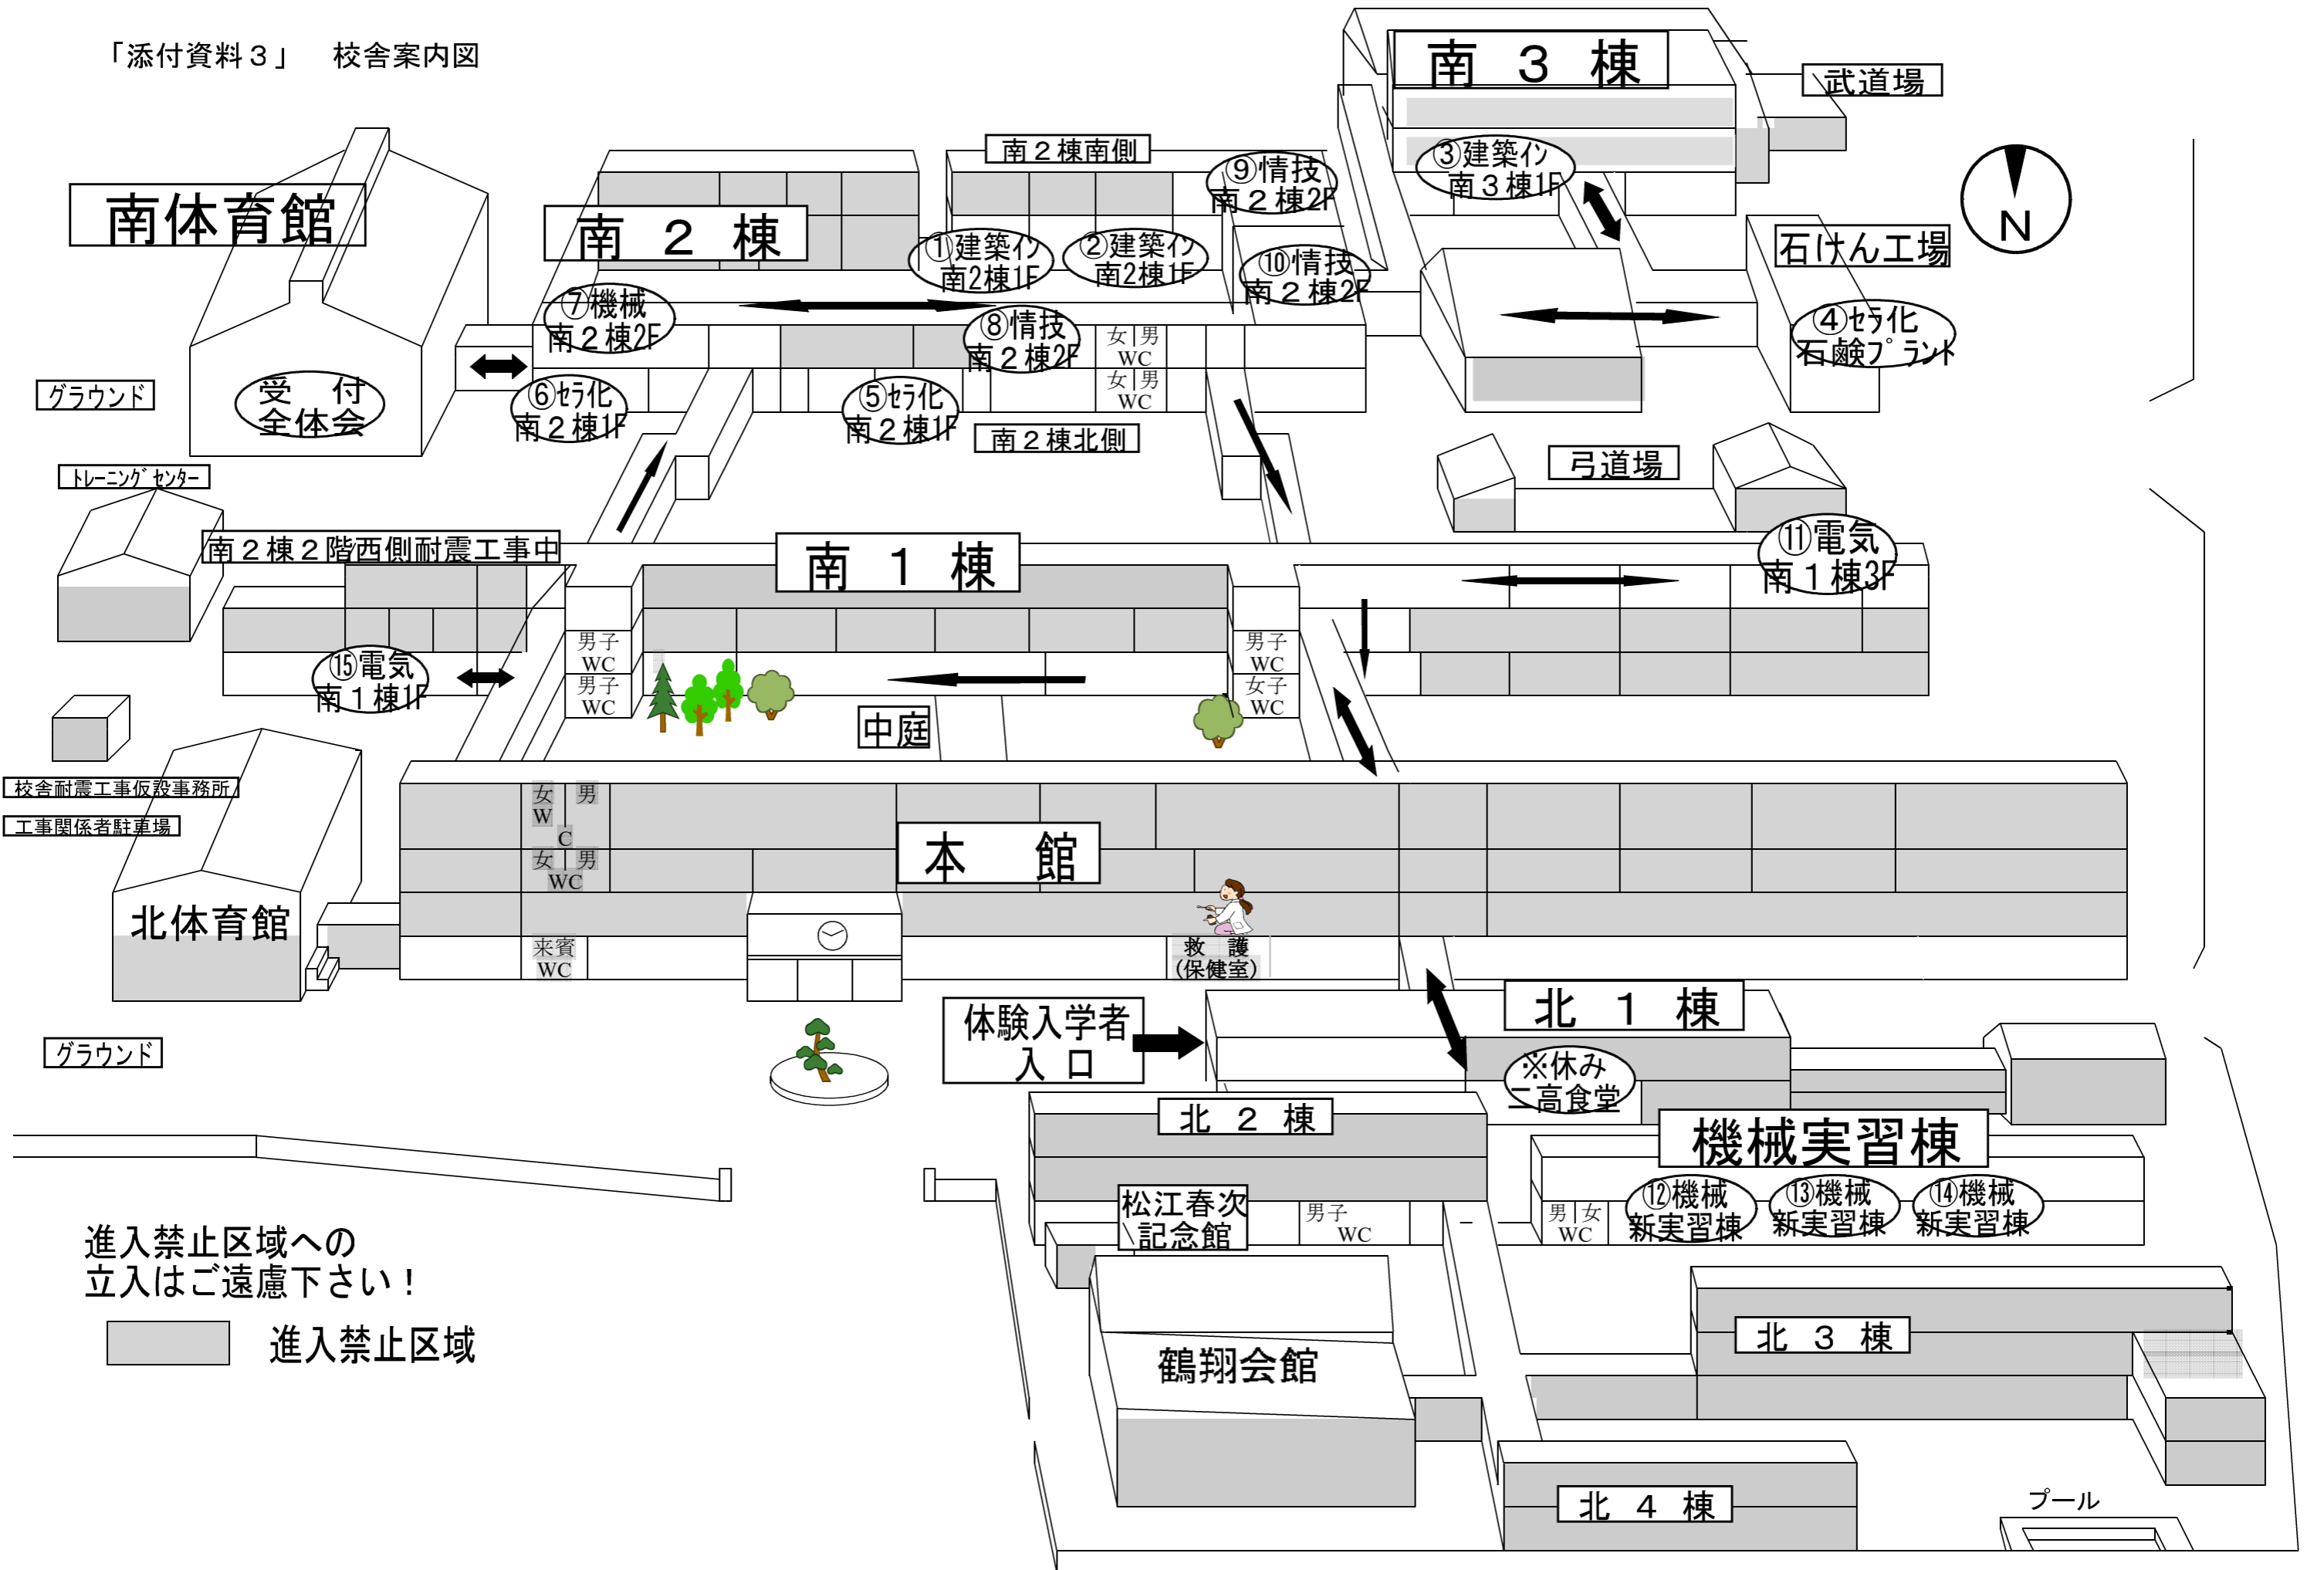 「添付資料３」　校舎案内図
南　３　棟
武道場
南２棟南側
⑨情技
南２棟2F
③建築ｲﾝ
南３棟1F
南体育館
南　２　棟
①建築ｲﾝ
南2棟1F
②建築ｲﾝ
南2棟1F
⑩情技
南２棟2F
石けん工場
N
⑦機械
南２棟2F
⑧情技
南２棟2F
女 男
WC
女 男
WC
④ｾﾗ化
石鹸ﾌﾟﾗﾝﾄ
グラウンド
受　付
全体会
⑥ｾﾗ化
南２棟1F
⑤ｾﾗ化
南２棟1F
南２棟北側
弓道場
ﾄﾚｰﾆﾝｸﾞｾﾝﾀｰ
南２棟２階西側耐震工事中
南　１　棟
⑪電気
南１棟3F
男子
WC
男子
WC
男子
WC
女子
WC
⑮電気
南１棟1F
中庭
校舎耐震工事仮設事務所
工事関係者駐車場
女 男
W
C
女 男
WC
本　館
北体育館
来賓
WC
救　護
(保健室)
体験入学者
入　口
北　１　棟
グラウンド
※休み
二高食堂
北　２　棟
機械実習棟
松江春次
記念館
男子
WC
男 女
WC
⑫機械
新実習棟
⑬機械
新実習棟
⑭機械
新実習棟
進入禁止区域への
立入はご遠慮下さい！
進入禁止区域
北　３　棟
鶴翔会館
北　４　棟
プール